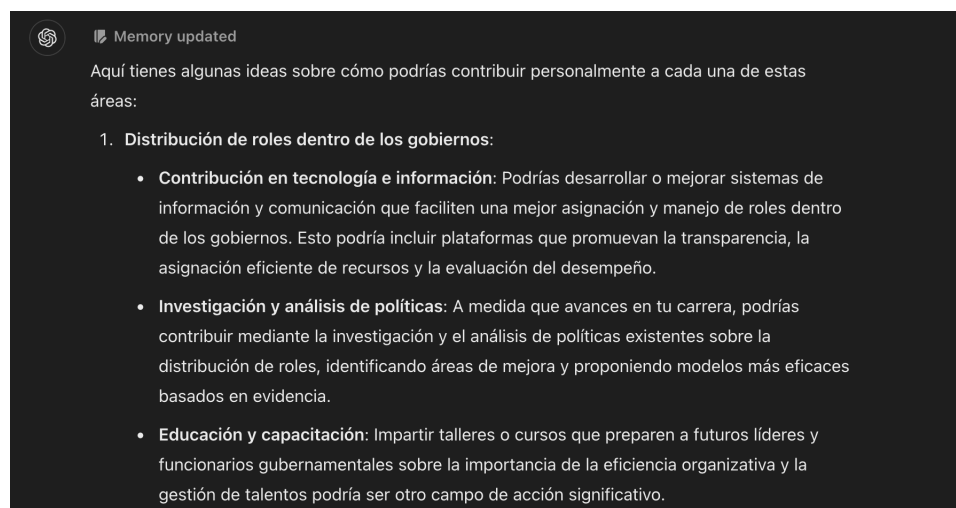 Memory updated
Aquí tienes algunas ideas sobre cómo podrías contribuir personalmente a cada una de estas
áreas:
1. Distribución de roles dentro de los gobiernos:
• Contribución en tecnología e información: Podrías desarrollar o mejorar sistemas de
información y comunicación que faciliten una mejor asignación y manejo de roles dentro
de los gobiernos. Esto podría incluir plataformas que promuevan la transparencia, la
asignación eficiente de recursos y la evaluación del desempeño.
• Investigación y análisis de políticas: A medida que avances en tu carrera, podrías
contribuir mediante la investigación y el análisis de políticas existentes sobre la
distribución de roles, identificando áreas de mejora y proponiendo modelos más eficaces
basados en evidencia.
• Educación y capacitación: Impartir talleres o cursos que preparen a futuros líderes y
funcionarios gubernamentales sobre la importancia de la eficiencia organizativa y la
gestión de talentos podría ser otro campo de acción significativo.